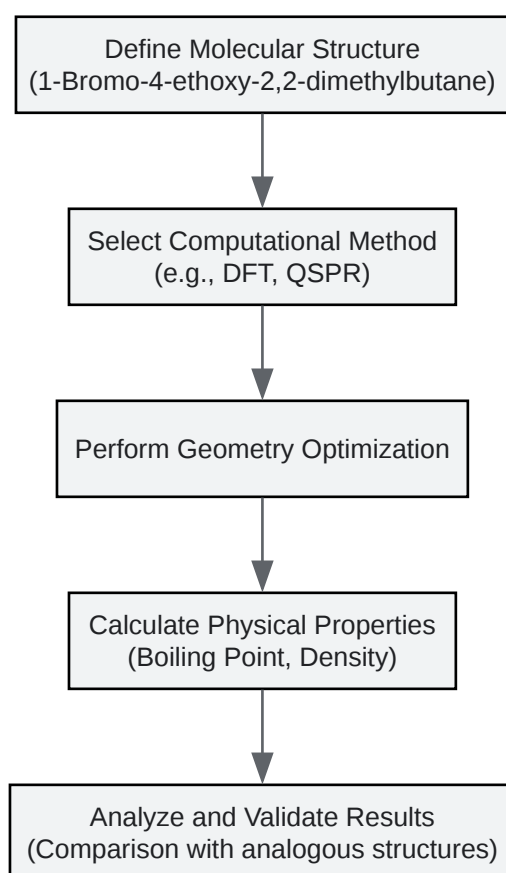 Define Molecular Structure
(1-Bromo-4-ethoxy-2,2-dimethylbutane)
Select Computational Method
(e.g., DFT, QSPR)
Perform Geometry Optimization
Calculate Physical Properties
(Boiling Point, Density)
Analyze and Validate Results
(Comparison with analogous structures)